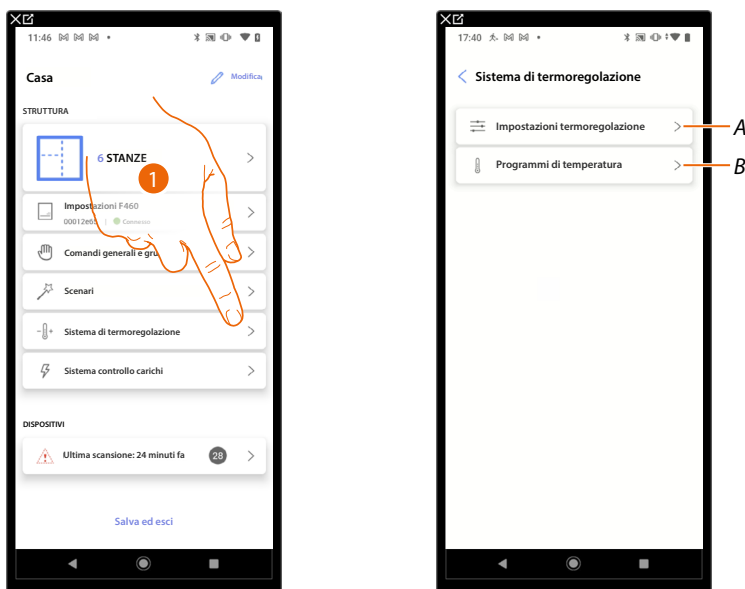 11:46
Casa
Modifica
STRUTTURA
6 STANZE
1
Impostazioni F460
00012e65 | Connesso
Comandi generali e gru
Scenari
Sistema di termoregolazione
Sistema controllo carichi
DISPOSITIVI
Ultima scansione: 24 minuti fa 28
Salva ed esci
17:40
Sistema di termoregolazione
Impostazioni termoregolazione
A
Programmi di temperatura
B